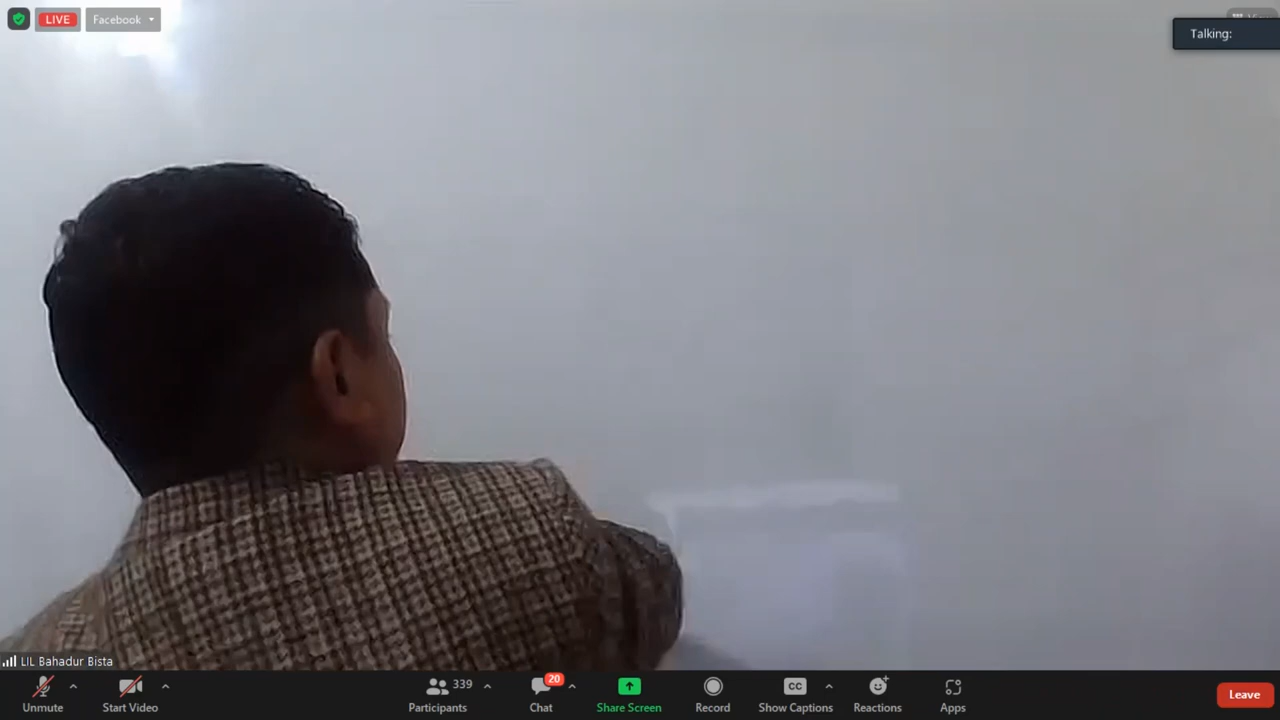 LIVE Facebook
View
Talking:
LIL Bahadur Bista
339 20 CC
Unmute Start Video Participants Chat Share Screen Record Show Captions Reactions Apps Leave